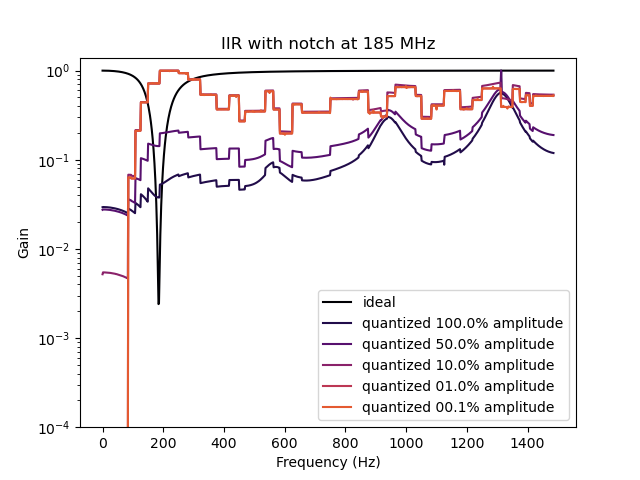 IIR with notch at 185 MHz
Gain
10⁰
10⁻¹
10⁻²
10⁻³
10⁻⁴
ideal
quantized 100.0% amplitude
quantized 50.0% amplitude
quantized 10.0% amplitude
quantized 01.0% amplitude
quantized 00.1% amplitude
0 200 400 600 800 1000 1200 1400
Frequency (Hz)